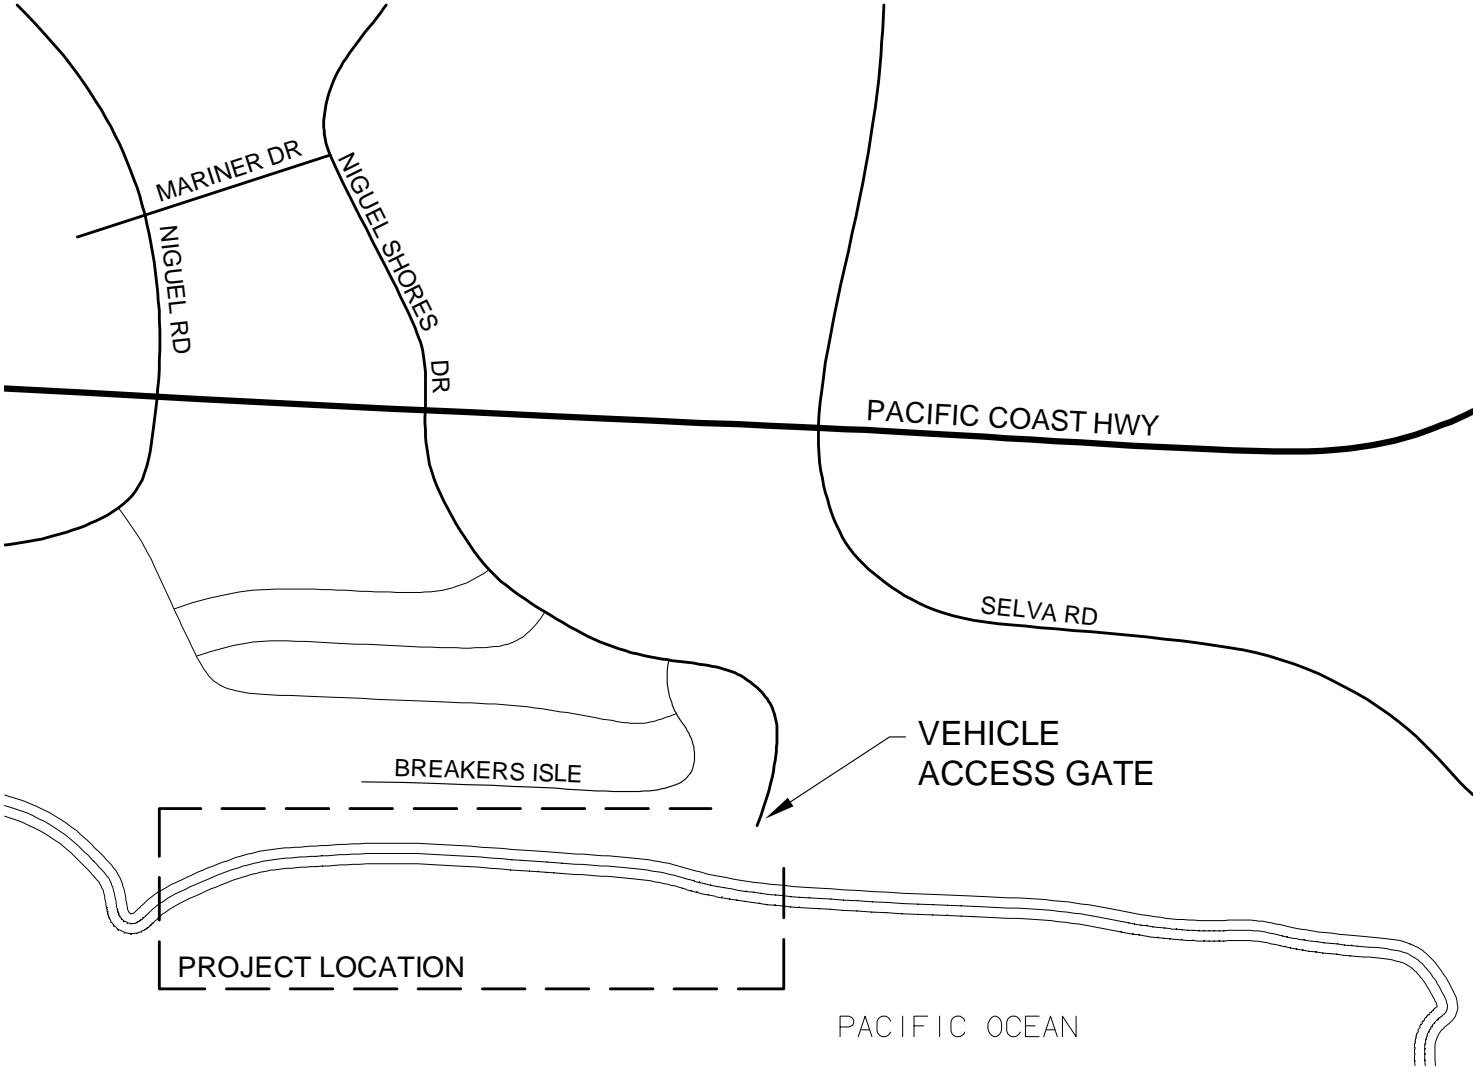 MARINER DR
NIGUEL SHORES DR
NIGUEL RD
PACIFIC COAST HWY
SELVA RD
VEHICLE
ACCESS GATE
BREAKERS ISLE
PROJECT LOCATION
PACIFIC OCEAN